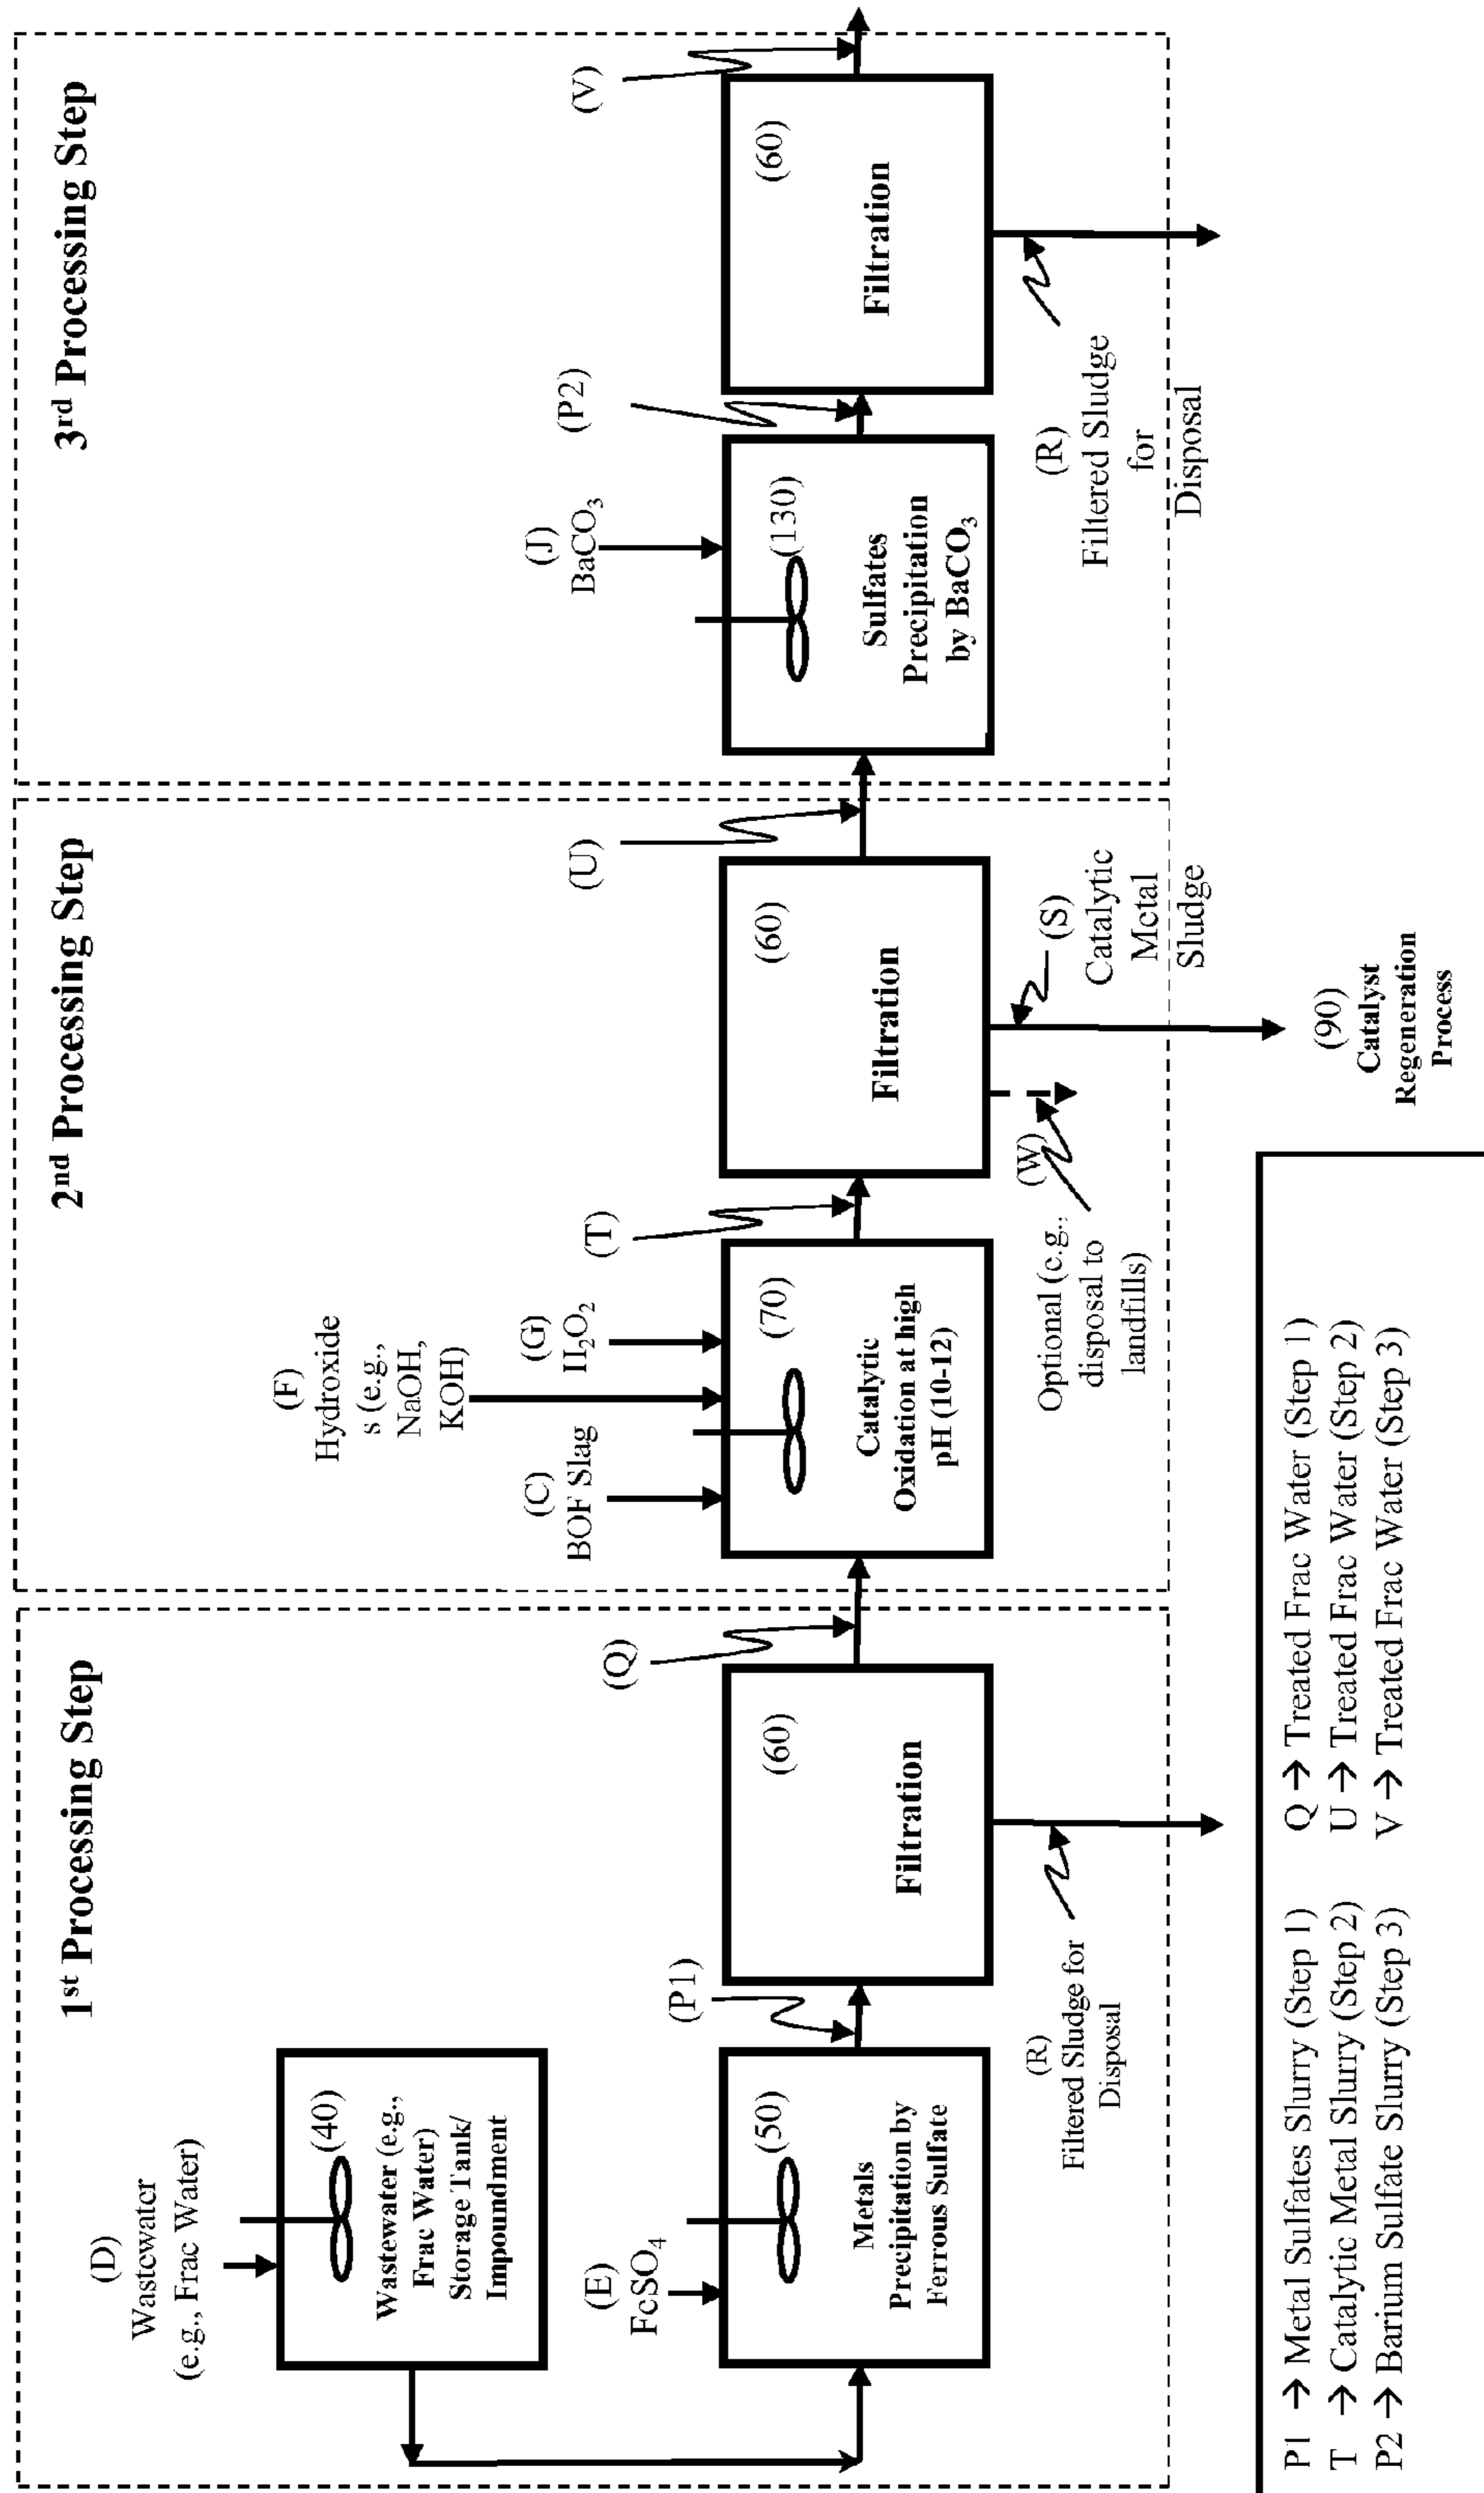 1st Processing Step
(D)
Wastewater
(e.g., Frac Water)
(40)
Wastewater (e.g.,
Frac Water)
Storage Tank/
Impoundment
(E)
FeSO4
(50)
Metals
Precipitation by
Ferrous Sulfate
(P1)
(60)
Filtration
(R)
Filtered Sludge for
Disposal
(Q)
2nd Processing Step
(F)
Hydroxide
s (e.g.,
NaOH,
KOH)
(C)
BOF Slag
(G)
H2O2
(70)
Catalytic
Oxidation at high
pH (10-12)
(T)
(60)
Filtration
(W)
Optional (e.g.,
disposal to
landfills)
(S)
Catalytic
Metal
Sludge
(90)
Catalyst
Regeneration
Process
(U)
3rd Processing Step
(J)
BaCO3
(130)
Sulfates
Precipitation
by BaCO3
(P2)
(60)
Filtration
(R)
Filtered Sludge
for
Disposal
(V)
P1 → Metal Sulfates Slurry (Step 1)
T → Catalytic Metal Slurry (Step 2)
P2 → Barium Sulfate Slurry (Step 3)
Q → Treated Frac Water (Step 1)
U → Treated Frac Water (Step 2)
V → Treated Frac Water (Step 3)